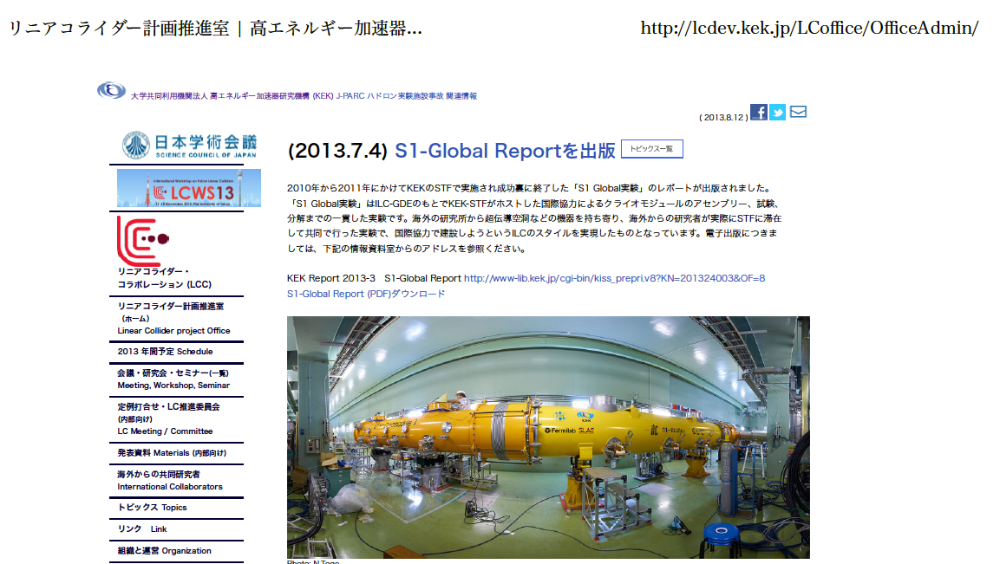 リニアコライダー計画推進室 | 高エネルギー加速器...
http://lcdev.kek.jp/LCoffice/OfficeAdmin/
大学共同利用機関法人 高エネルギー加速器研究機構 (KEK) J-PARC ハドロン実験施設事故 関連情報
( 2013.8.12 )
日本学術会議
SCIENCE COUNCIL OF JAPAN
International Workshop on Future Linear Colliders
LCWS13
11-15 November 2013, The University of Tokyo
リニアコライダー・
コラボレーション (LCC)
リニアコライダー計画推進室
（ホーム）
Linear Collider project Office
2013 年間予定 Schedule
会議・研究会・セミナー(一覧)
Meeting, Workshop, Seminar
定例打合せ・LC推進委員会
(内部向け)
LC Meeting / Committee
発表資料 Materials (内部向け)
海外からの共同研究者
International Collaborators
トピックス Topics
リンク　Link
組織と運営 Organization
(2013.7.4) S1-Global Reportを出版 トピックス一覧
2010年から2011年にかけてKEKのSTFで実施され成功裏に終了した「S1 Global実験」のレポートが出版されました。
「S1 Global実験」はILC-GDEのもとでKEK-STFがホストした国際協力によるクライオモジュールのアセンブリー、試験、
分解までの一貫した実験です。海外の研究所から超伝導空洞などの機器を持ち寄り、海外からの研究者が実際にSTFに滞在
して共同で行った実験で、国際協力で建設しようというILCのスタイルを実現したものとなっています。電子出版につきま
しては、下記の情報資料室からのアドレスを参照ください。
KEK Report 2013-3　S1-Global Report http://www-lib.kek.jp/cgi-bin/kiss_prepri.v8?KN=201324003&OF=8
S1-Global Report (PDF)ダウンロード
KEK
Fermilab SLAC
S1-GLOBAL
Photo: N.Toge